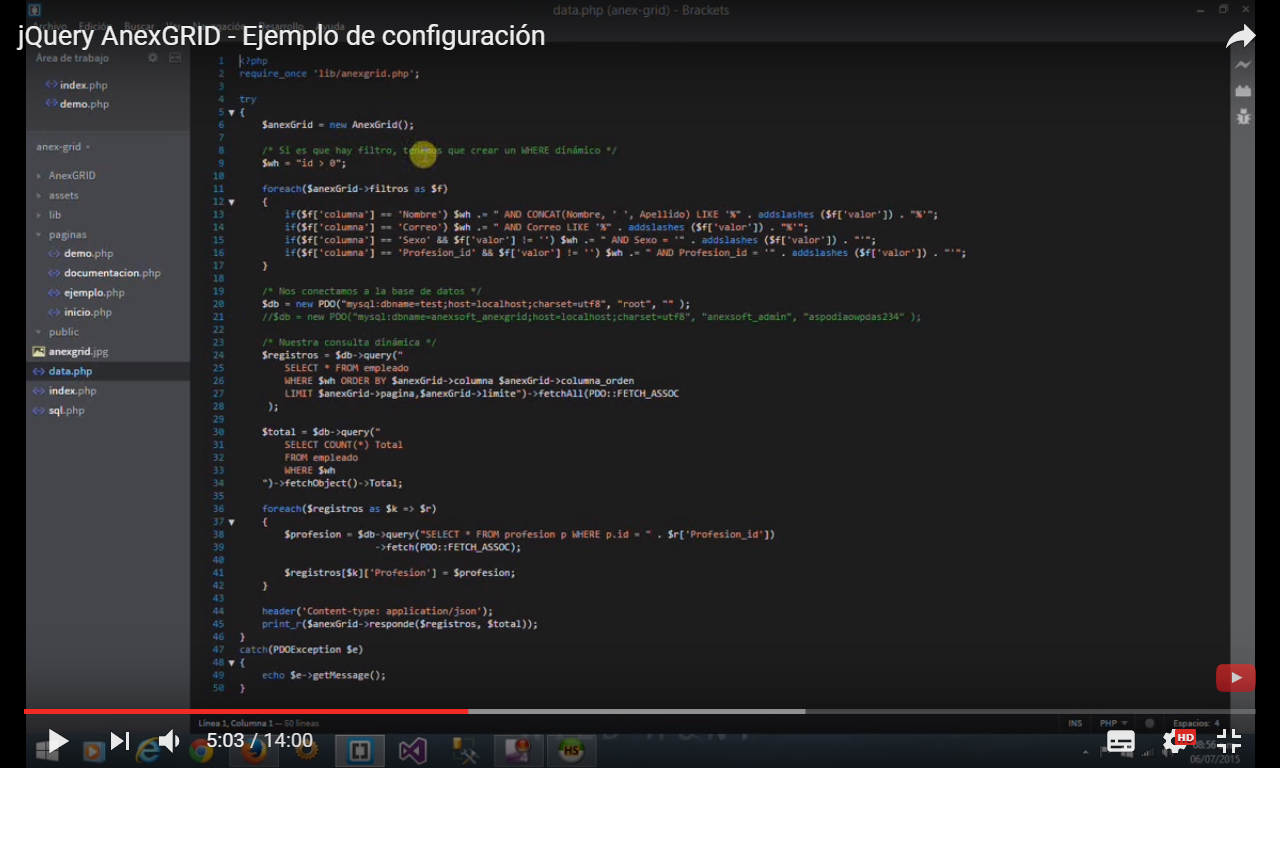 data.php (anex-grid) - Brackets
Archivo Edición Buscar Ver Navegación Desarrollo Ayuda
jQuery AnexGRID - Ejemplo de configuración
Área de trabajo
index.php
demo.php
anex-grid
AnexGRID
assets
lib
paginas
demo.php
documentacion.php
ejemplo.php
inicio.php
public
anexgrid.jpg
data.php
index.php
sql.php
1 <?php
2 require_once 'lib/anexgrid.php';
3
4 try
5 {
6 $anexGrid = new AnexGrid();
7
8 /* Si es que hay filtro, tenemos que crear un WHERE dinámico */
9 $wh = "id > 0";
10
11 foreach($anexGrid->filtros as $f)
12 {
13 if($f['columna'] == 'Nombre') $wh .= " AND CONCAT(Nombre, ' ', Apellido) LIKE '%" . addslashes ($f['valor']) . "%'";
14 if($f['columna'] == 'Correo') $wh .= " AND Correo LIKE '%" . addslashes ($f['valor']) . "%'";
15 if($f['columna'] == 'Sexo' && $f['valor'] != '') $wh .= " AND Sexo = '" . addslashes ($f['valor']) . "'";
16 if($f['columna'] == 'Profesion_id' && $f['valor'] != '') $wh .= " AND Profesion_id = '" . addslashes ($f['valor']) . "'";
17 }
18
19 /* Nos conectamos a la base de datos */
20 $db = new PDO("mysql:dbname=test;host=localhost;charset=utf8", "root", "" );
21 //$db = new PDO("mysql:dbname=anexsoft_anexgrid;host=localhost;charset=utf8", "anexsoft_admin", "aspodiaowpdas234" );
22
23 /* Nuestra consulta dinámica */
24 $registros = $db->query("
25 SELECT * FROM empleado
26 WHERE $wh ORDER BY $anexGrid->columna $anexGrid->columna_orden
27 LIMIT $anexGrid->pagina,$anexGrid->limite")->fetchAll(PDO::FETCH_ASSOC
28 );
29
30 $total = $db->query("
31 SELECT COUNT(*) Total
32 FROM empleado
33 WHERE $wh
34 ")->fetchObject()->Total;
35
36 foreach($registros as $k => $r)
37 {
38 $profesion = $db->query("SELECT * FROM profesion p WHERE p.id = " . $r['Profesion_id'])
39 ->fetch(PDO::FETCH_ASSOC);
40
41 $registros[$k]['Profesion'] = $profesion;
42 }
43
44 header('Content-type: application/json');
45 print_r($anexGrid->responde($registros, $total));
46 }
47 catch(PDOException $e)
48 {
49 echo $e->getMessage();
50 }
Línea 1, Columna 1 — 50 líneas
INS PHP Espacios: 4
5:03 / 14:00
HD
HS
08:56
06/07/2015